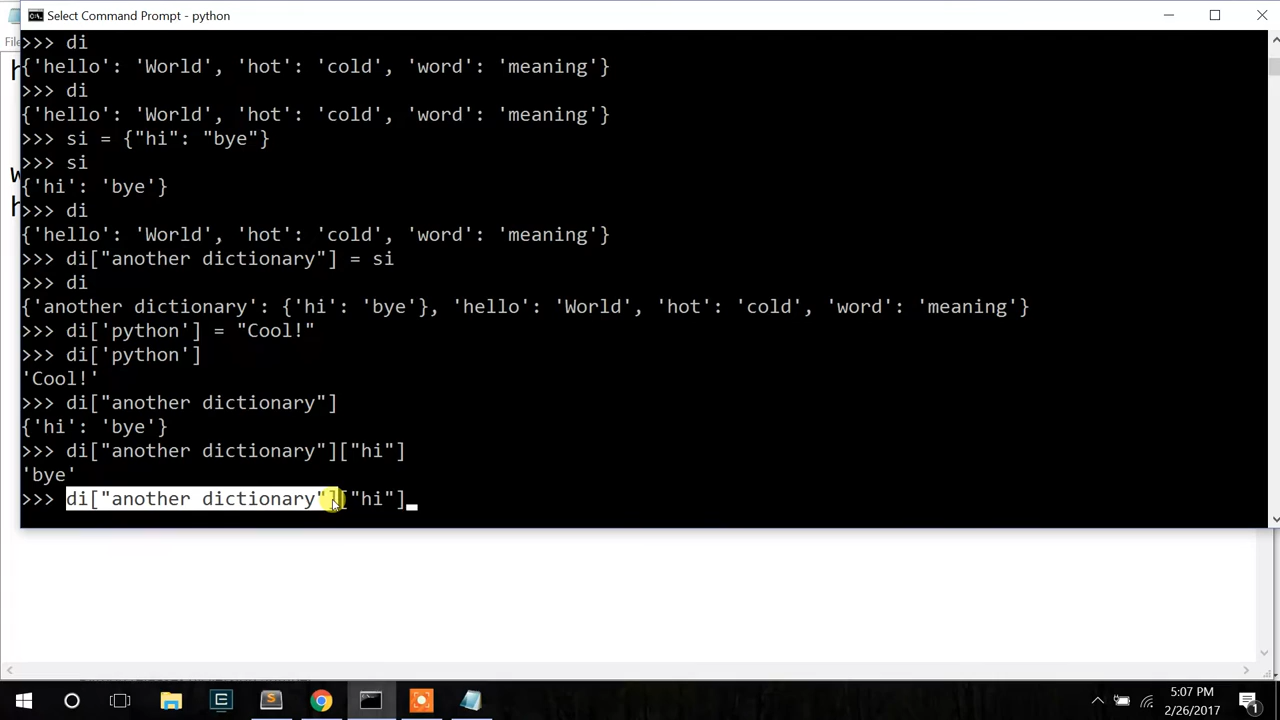 Select Command Prompt - python
File
>>> di
{'hello': 'World', 'hot': 'cold', 'word': 'meaning'}
>>> di
{'hello': 'World', 'hot': 'cold', 'word': 'meaning'}
>>> si = {"hi": "bye"}
>>> si
{'hi': 'bye'}
>>> di
{'hello': 'World', 'hot': 'cold', 'word': 'meaning'}
>>> di["another dictionary"] = si
>>> di
{'another dictionary': {'hi': 'bye'}, 'hello': 'World', 'hot': 'cold', 'word': 'meaning'}
>>> di['python'] = "Cool!"
>>> di['python']
'Cool!'
>>> di["another dictionary"]
{'hi': 'bye'}
>>> di["another dictionary"]["hi"]
'bye'
>>> di["another dictionary"]["hi"]_
5:07 PM
2/26/2017
1